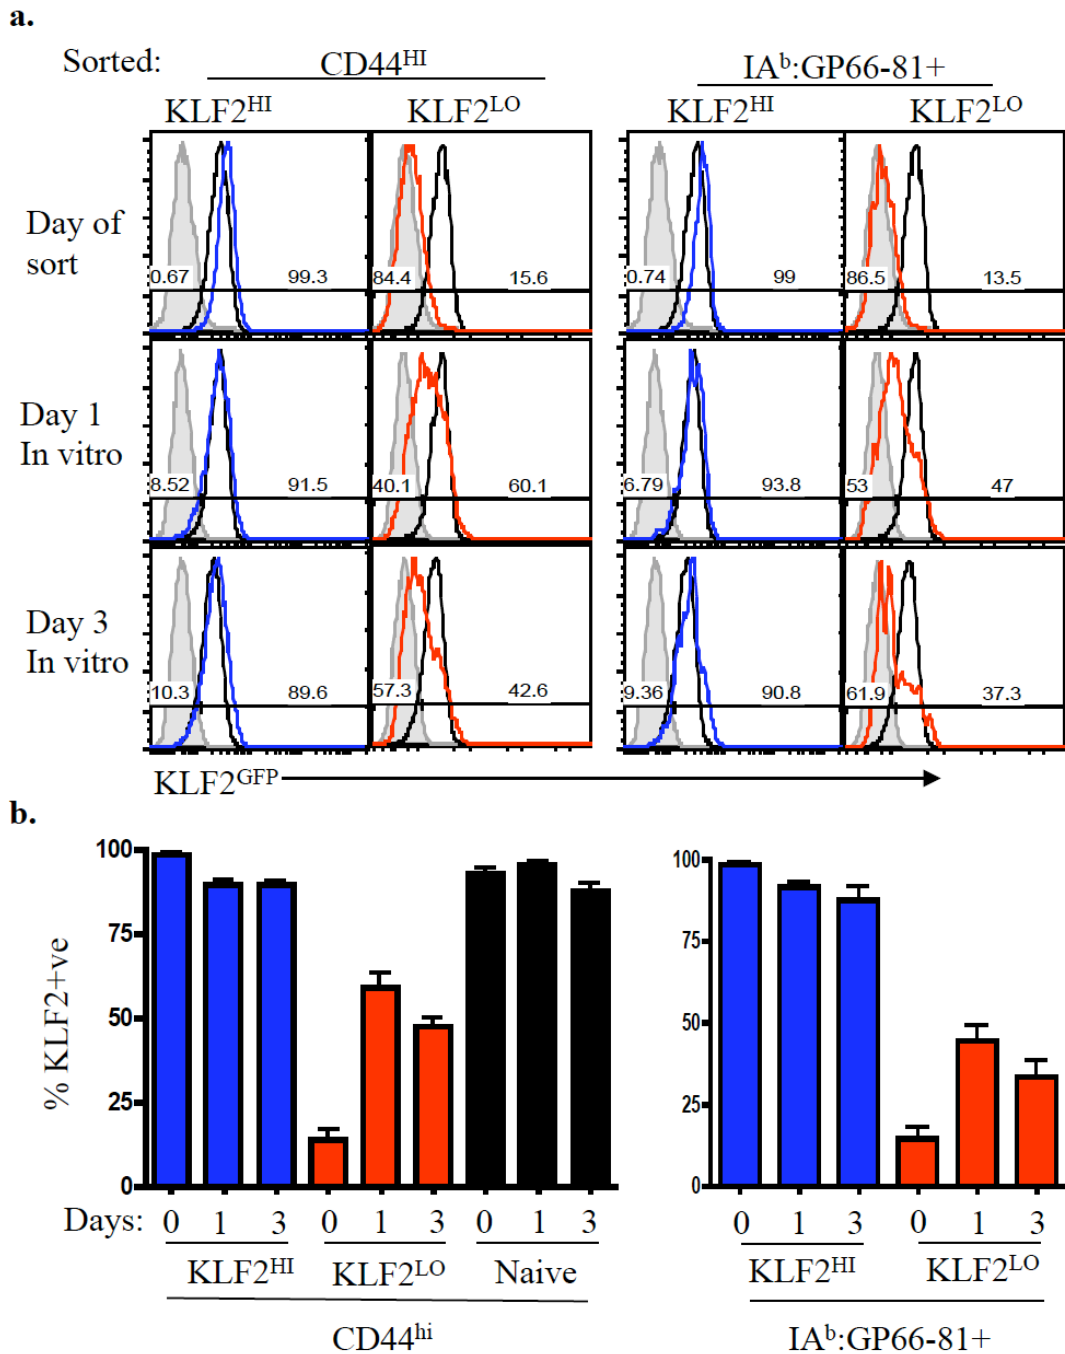 a.
Sorted: CD44HI IAb:GP66-81+
KLF2HI KLF2LO KLF2HI KLF2LO
Day of
sort
0.67 99.3 84.4 15.6 0.74 99 86.5 13.5
Day 1
In vitro
8.52 91.5 40.1 60.1 6.79 93.8 53 47
Day 3
In vitro
10.3 89.6 57.3 42.6 9.36 90.8 61.9 37.3
KLF2GFP
b.
% KLF2+ve
100
75
50
25
0
100
75
50
25
0
Days: 0 1 3 0 1 3 0 1 3 0 1 3 0 1 3
KLF2HI KLF2LO Naive KLF2HI KLF2LO
CD44hi IAb:GP66-81+